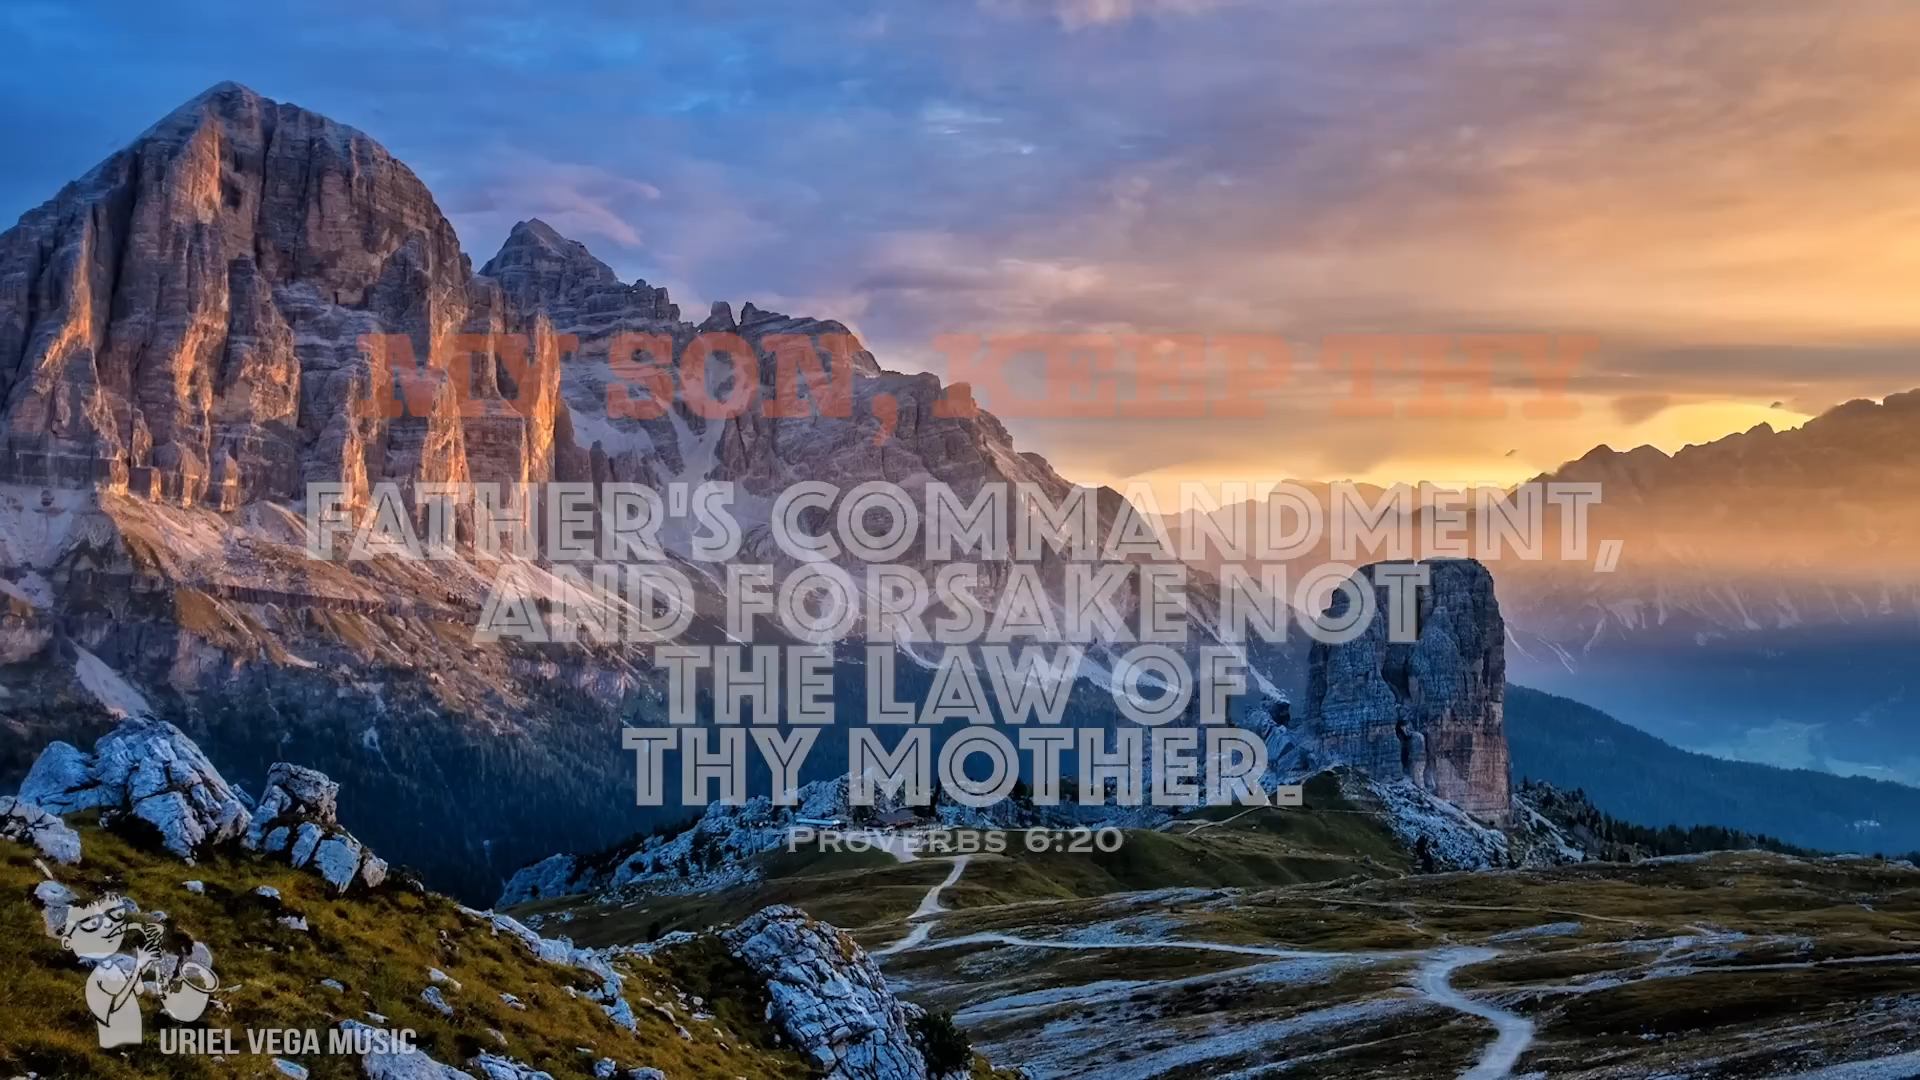 MY SON, KEEP THY
FATHER'S COMMANDMENT,
AND FORSAKE NOT
THE LAW OF
THY MOTHER.
PROVERBS 6:20
URIEL VEGA MUSIC